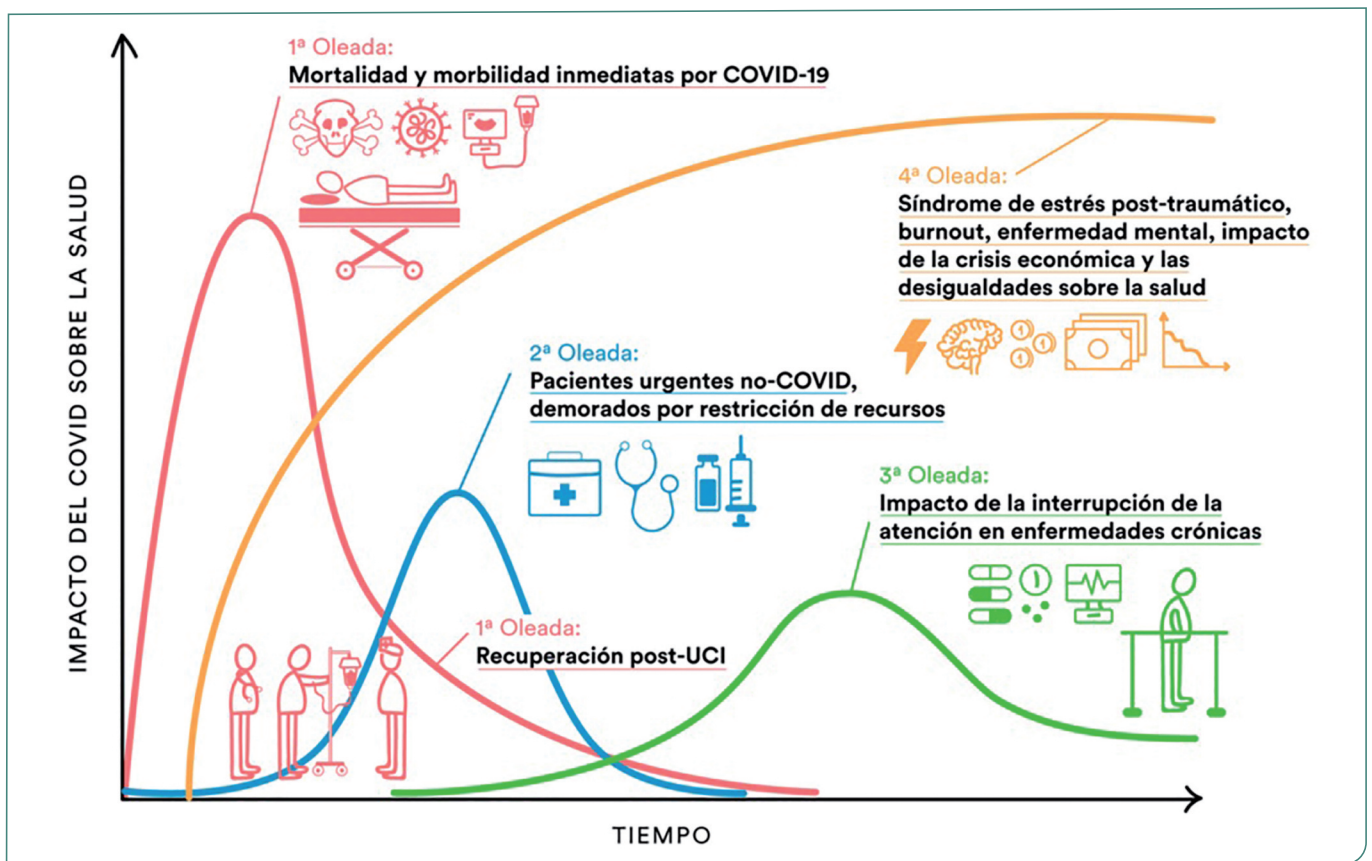 1ª Oleada:
Mortalidad y morbilidad inmediatas por COVID-19
4ª Oleada:
Síndrome de estrés post-traumático,
burnout, enfermedad mental, impacto
de la crisis económica y las
desigualdades sobre la salud
2ª Oleada:
Pacientes urgentes no-COVID,
demorados por restricción de recursos
3ª Oleada:
Impacto de la interrupción de la
atención en enfermedades crónicas
1ª Oleada:
Recuperación post-UCI
IMPACTO DEL COVID SOBRE LA SALUD
TIEMPO